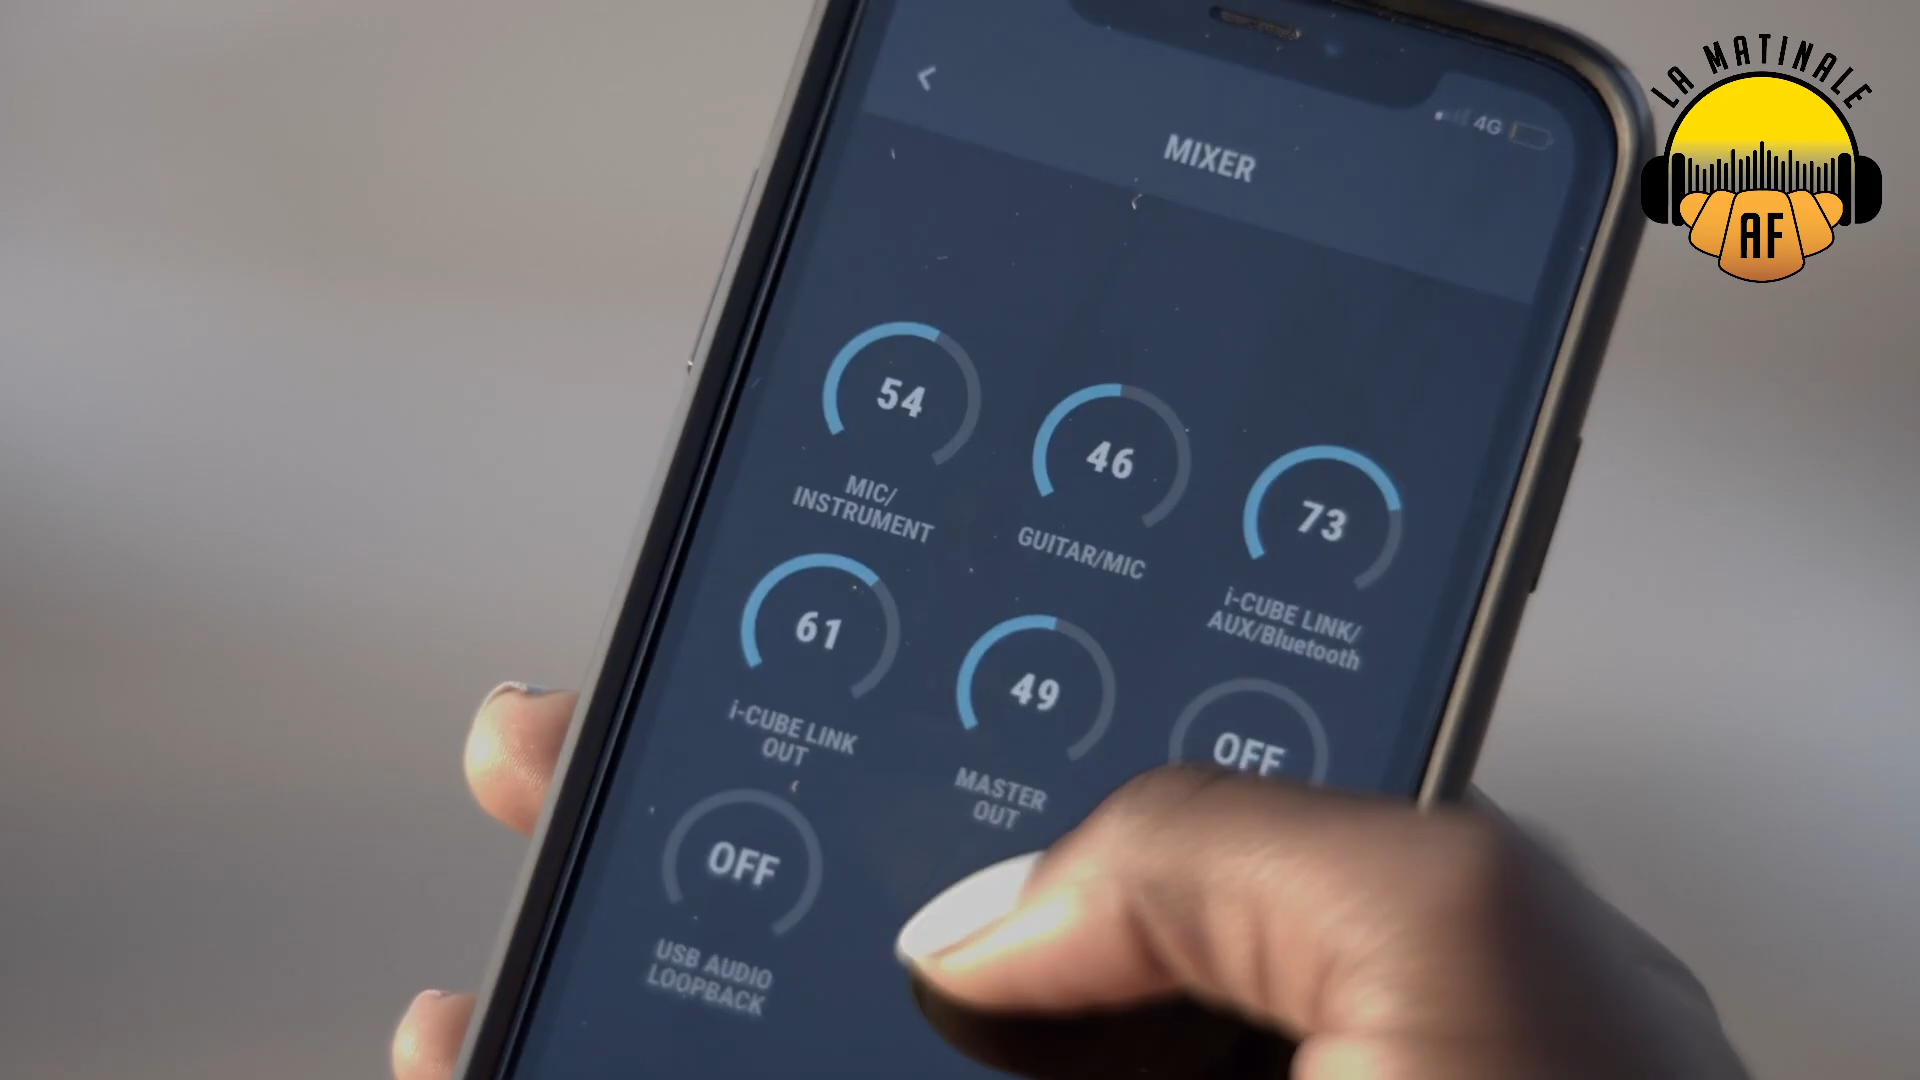 LA MATINALE
AF
4G
MIXER
54
MIC/
INSTRUMENT
46
GUITAR/MIC
73
i-CUBE LINK/
AUX/Bluetooth
61
i-CUBE LINK
OUT
49
MASTER
OUT
OFF
OFF
USB AUDIO
LOOPBACK